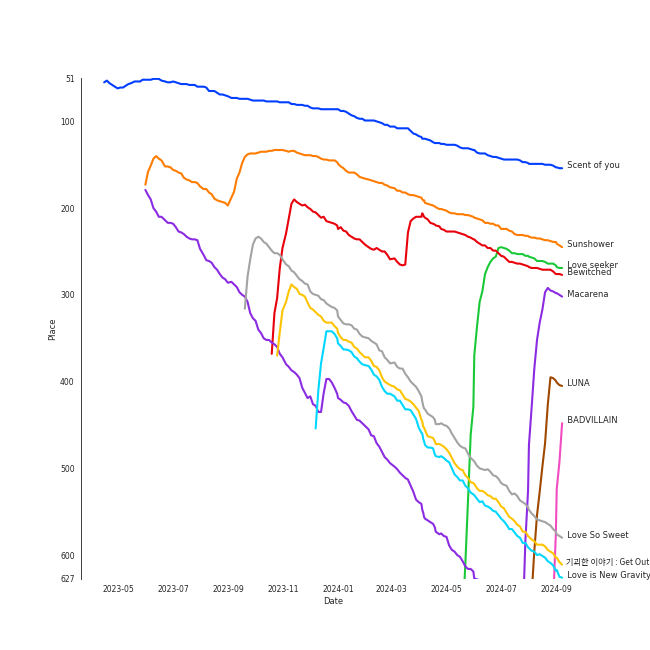 51
100
200
300
400
500
600
627
Place
2023-05
2023-07
2023-09
2023-11
2024-01
2024-03
2024-05
2024-07
2024-09
Date
Scent of you
Sunshower
Love seeker
Bewitched
Macarena
LUNA
BADVILLAIN
Love So Sweet
기괴한 이야기 : Get Out
Love is New Gravity